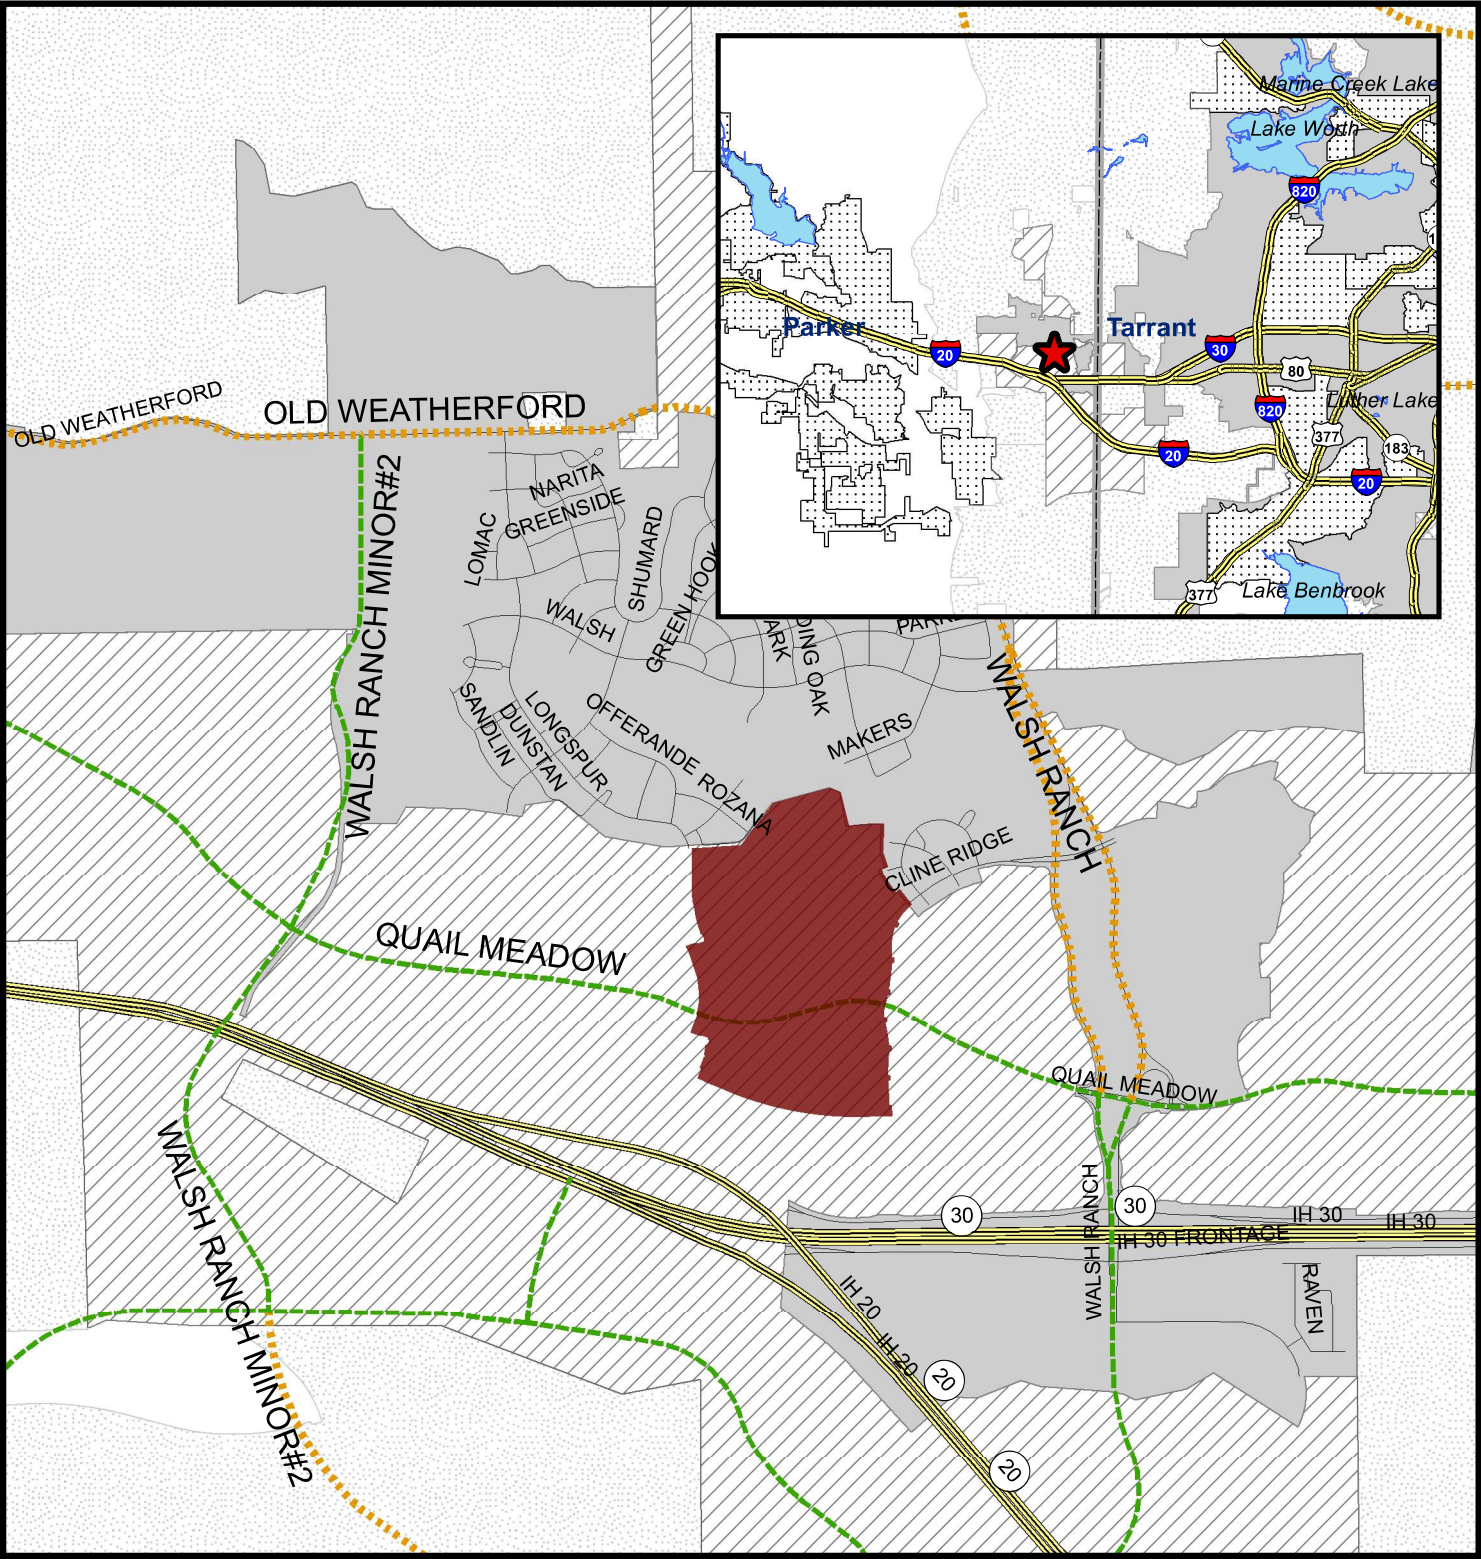 Marine Creek Lake
Lake Worth
820
Parker
Tarrant
20
30
80
820
Luther Lake
377
183
20
20
377
Lake Benbrook
OLD WEATHERFORD
OLD WEATHERFORD
WALSH RANCH MINOR#2
NARITA
GREENSIDE
LOMAC
SHUMARD
GREEN HOOK
WALSH
OFFERANDE
ROZANA
SANDLIN
DUNSTAN
LONGSPUR
MAKERS
WALSH RANCH
CLINE RIDGE
QUAIL MEADOW
QUAIL MEADOW
WALSH RANCH MINOR#2
WALSH RANCH
30
30
IH 30
IH 30
IH 30 FRONTAGE
RAVEN
IH 20
IH 20
20
20